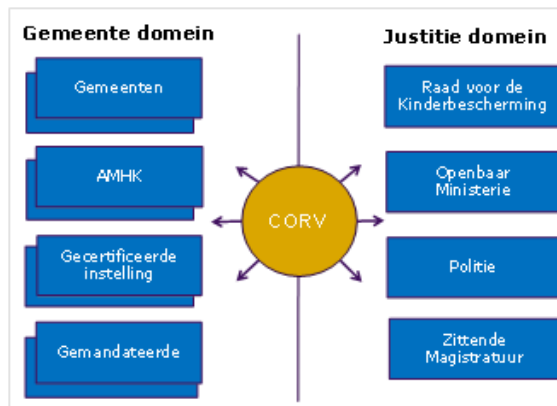 Gemeente domein
Gemeenten
AMHK
Gecertificeerde
instelling
Gemandateerde
CORV
Justitie domein
Raad voor de
Kinderbescherming
Openbaar
Ministerie
Politie
Zittende
Magistratuur